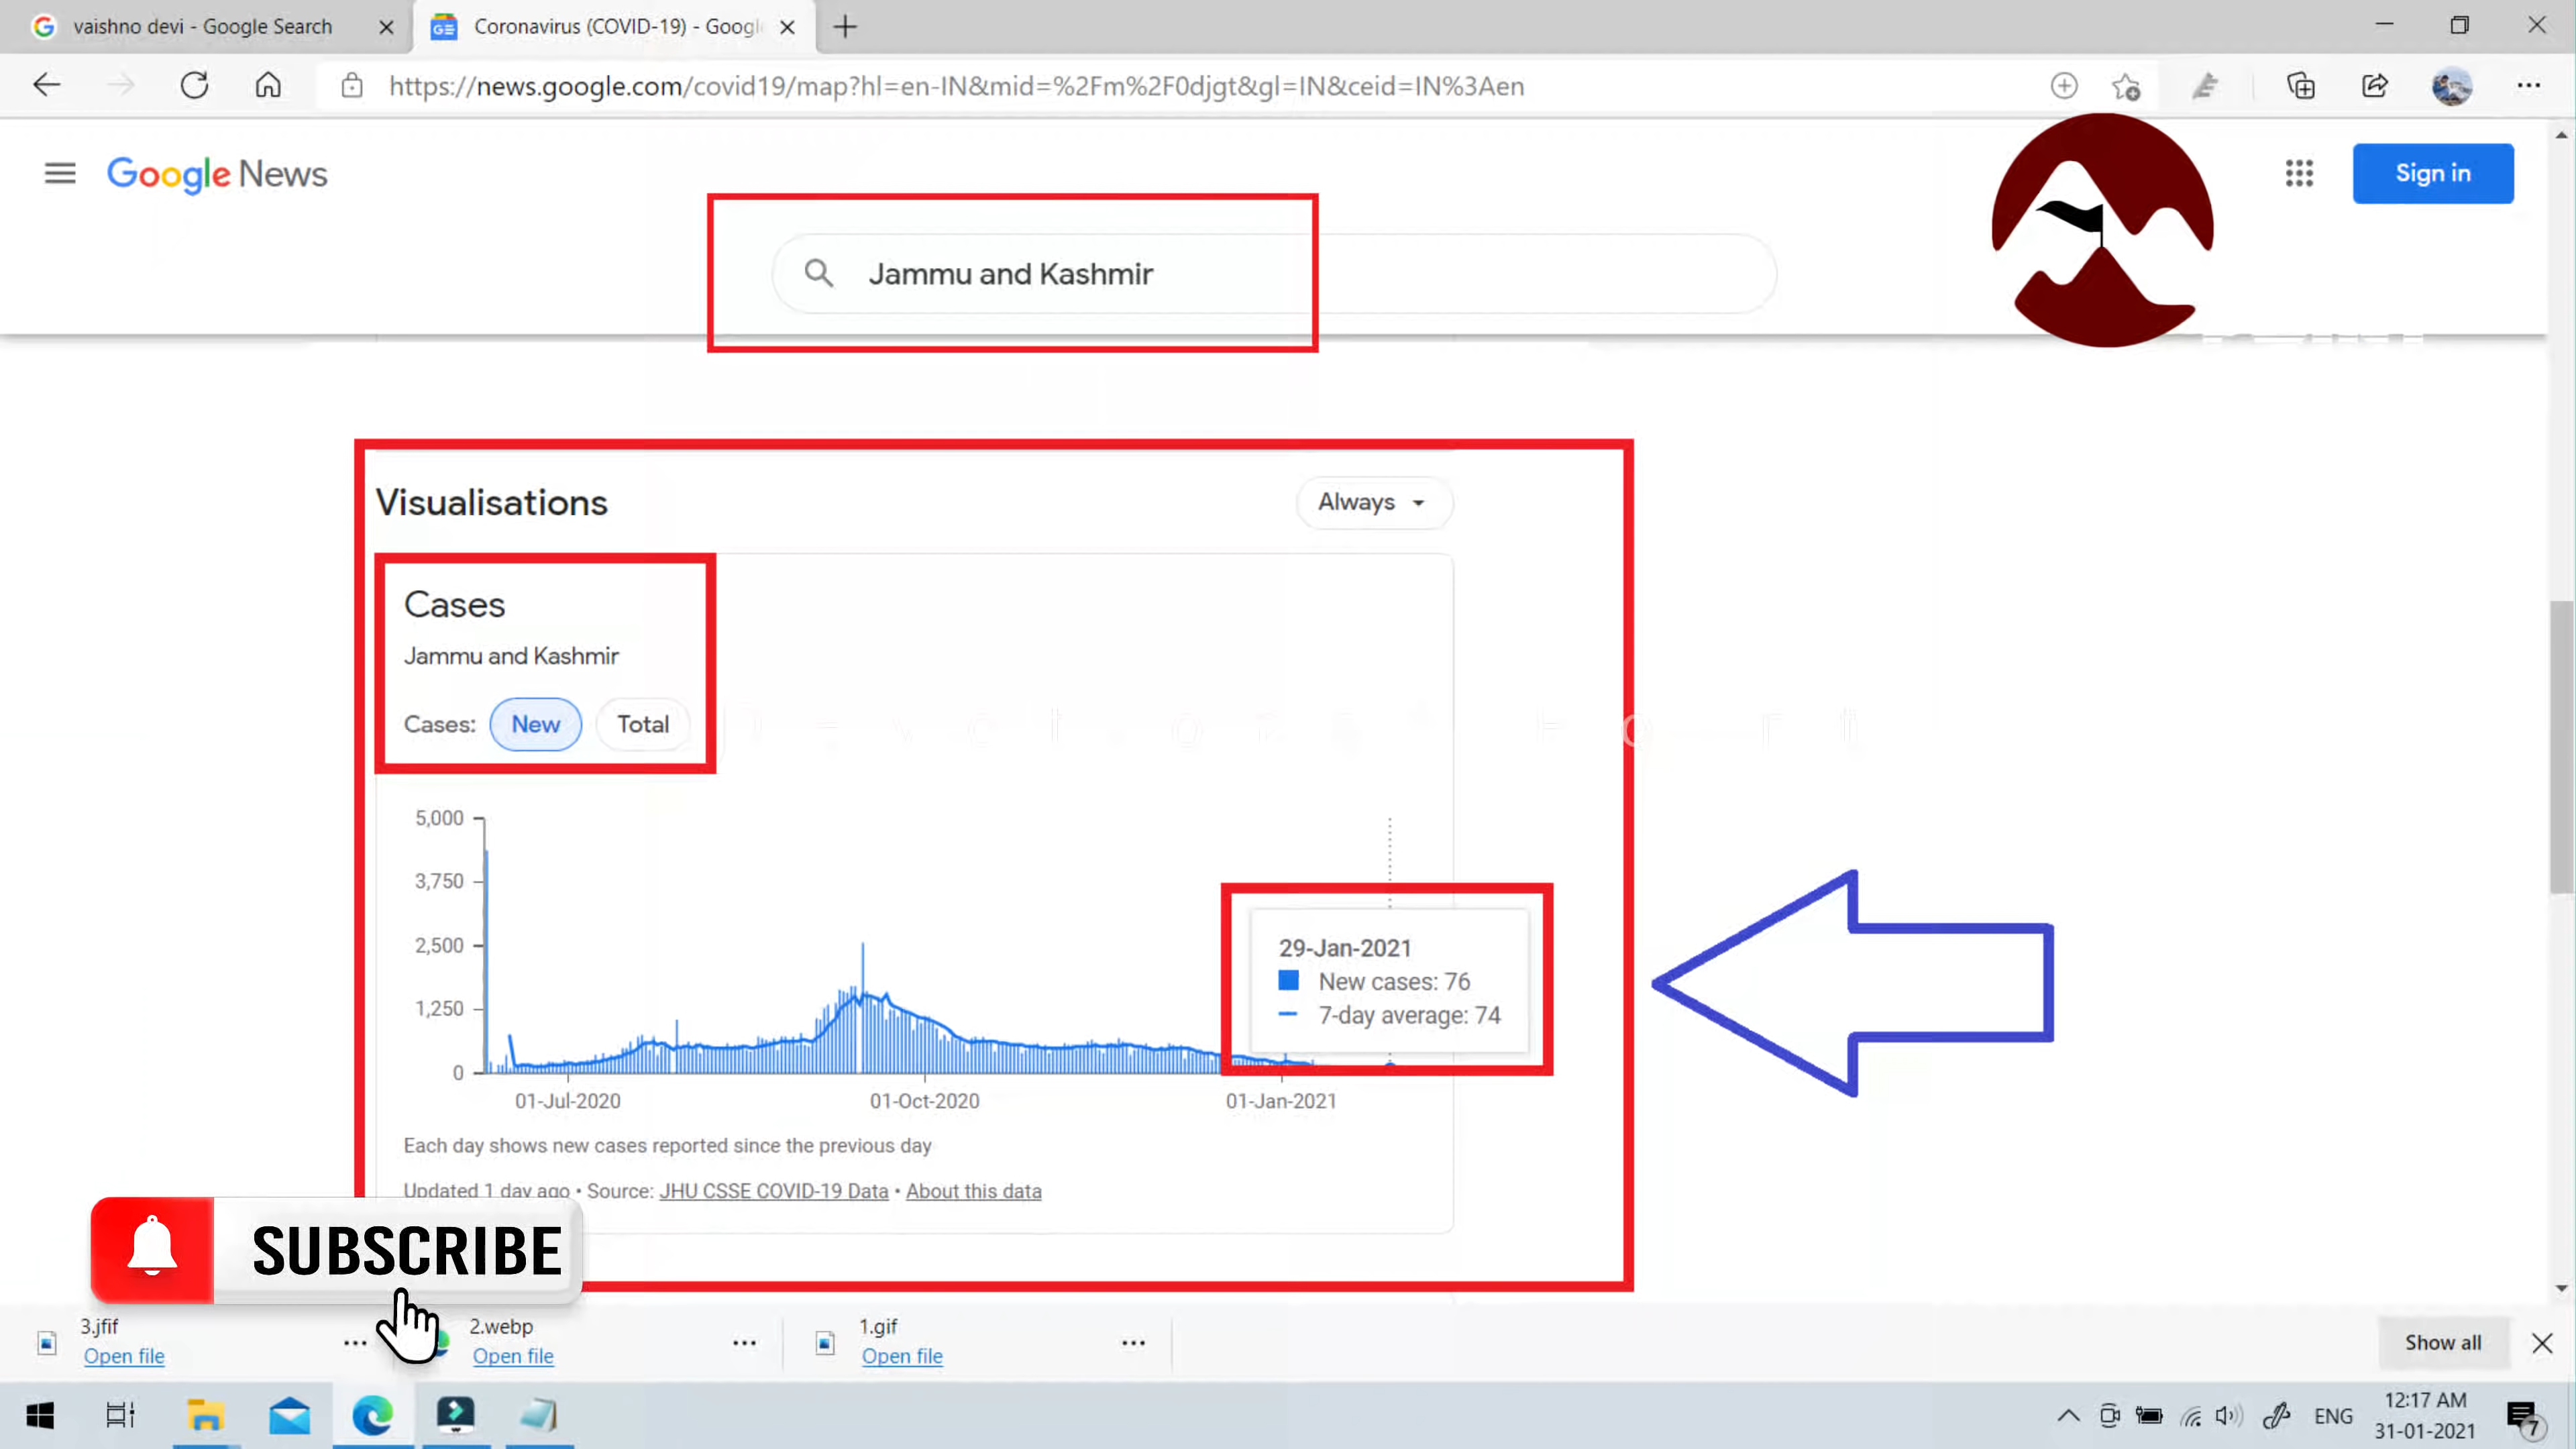 vaishno devi - Google Search
Coronavirus (COVID-19) - Googl
https://news.google.com/covid19/map?hl=en-IN&mid=%2Fm%2F0djgt&gl=IN&ceid=IN%3Aen
Google News
Sign in
Jammu and Kashmir
Visualisations
Always
Cases
Jammu and Kashmir
Cases: New Total
5,000
3,750
2,500
1,250
0
29-Jan-2021
New cases: 76
7-day average: 74
01-Jul-2020 01-Oct-2020 01-Jan-2021
Each day shows new cases reported since the previous day
Updated 1 day ago • Source: JHU CSSE COVID-19 Data • About this data
SUBSCRIBE
3.jfif
Open file
2.webp
Open file
1.gif
Open file
Show all
ENG
12:17 AM
31-01-2021
7